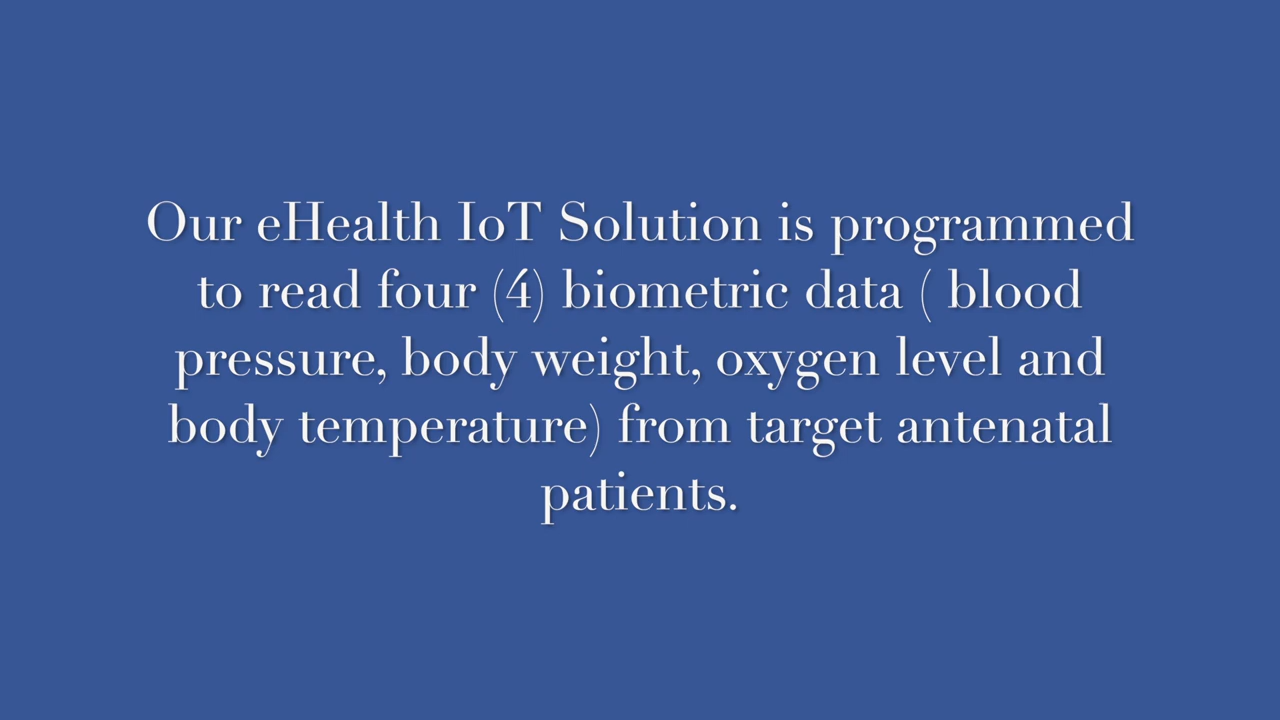 Our eHealth IoT Solution is programmed
to read four (4) biometric data ( blood
pressure, body weight, oxygen level and
body temperature) from target antenatal
patients.